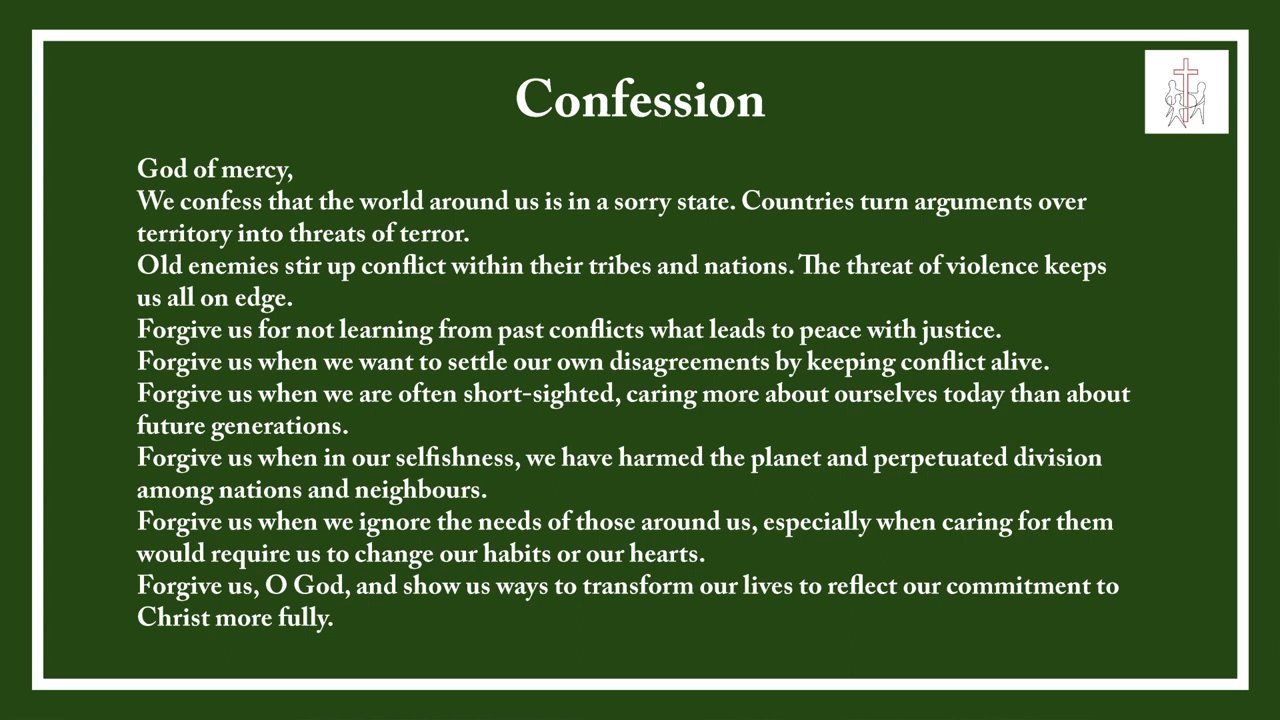 Confession
God of mercy,
We confess that the world around us is in a sorry state. Countries turn arguments over
territory into threats of terror.
Old enemies stir up conflict within their tribes and nations. The threat of violence keeps
us all on edge.
Forgive us for not learning from past conflicts what leads to peace with justice.
Forgive us when we want to settle our own disagreements by keeping conflict alive.
Forgive us when we are often short-sighted, caring more about ourselves today than about
future generations.
Forgive us when in our selfishness, we have harmed the planet and perpetuated division
among nations and neighbours.
Forgive us when we ignore the needs of those around us, especially when caring for them
would require us to change our habits or our hearts.
Forgive us, O God, and show us ways to transform our lives to reflect our commitment to
Christ more fully.